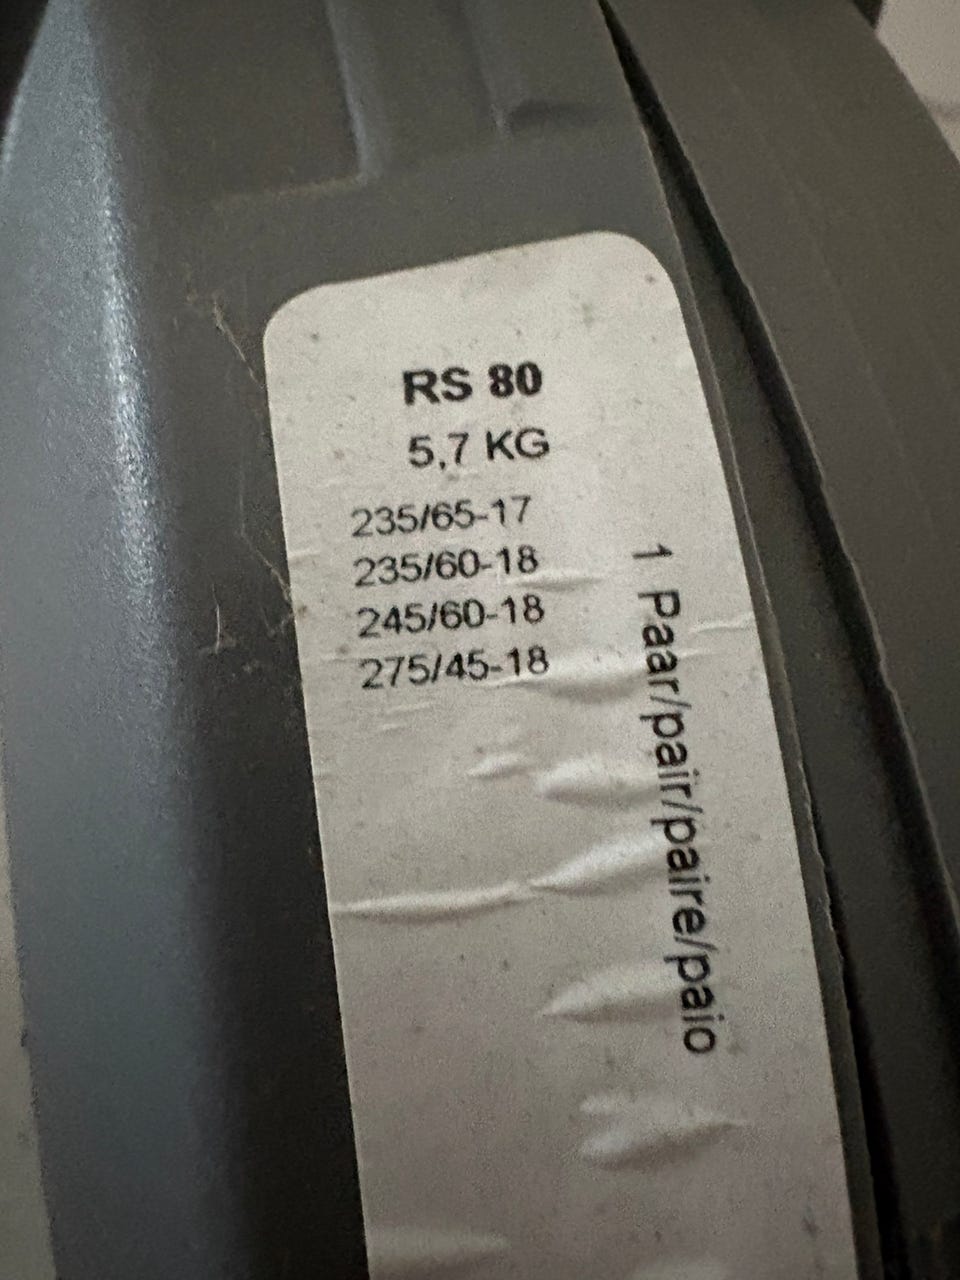 RS 80
5,7 KG
235/65-17
235/60-18
245/60-18
275/45-18
1 Paar/pair/paire/paio